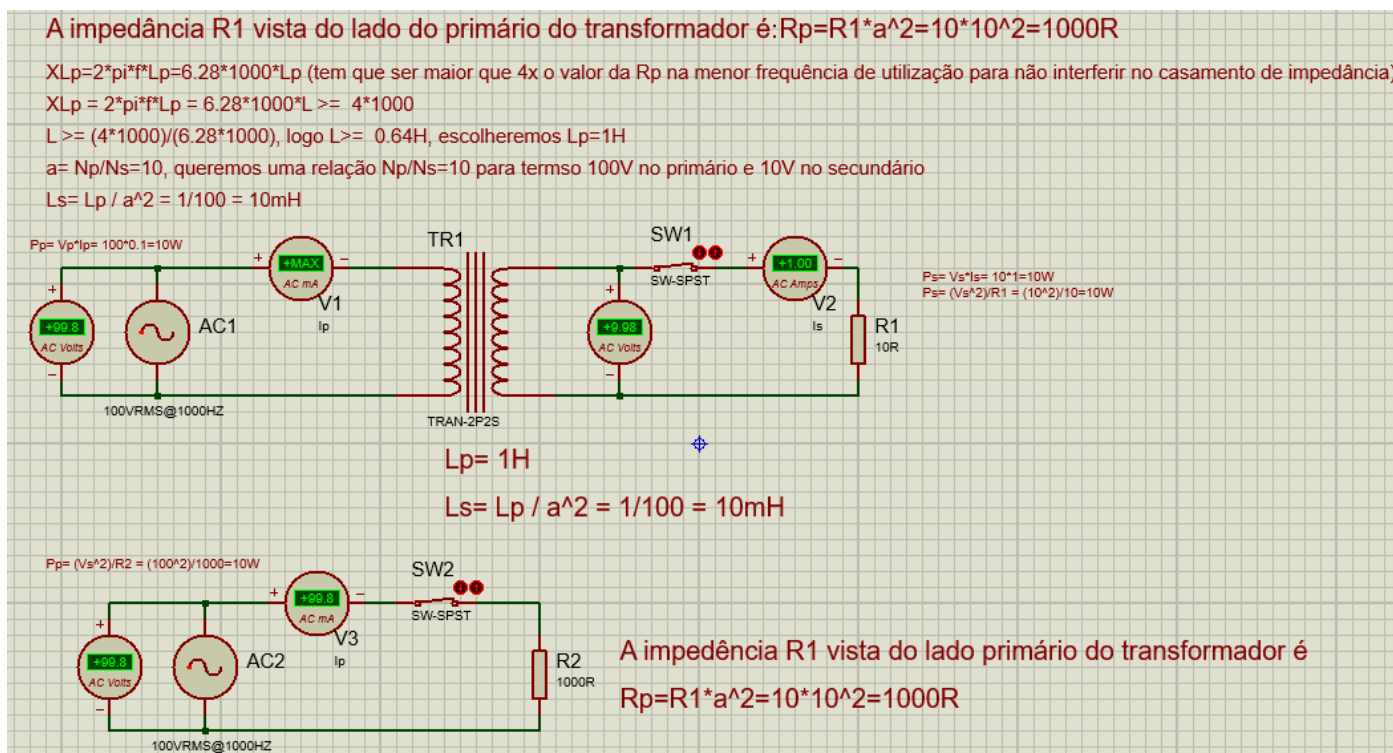 A impedância R1 vista do lado do primário do transformador é:Rp=R1*a^2=10*10^2=1000R
XLp=2*pi*f*Lp=6.28*1000*Lp (tem que ser maior que 4x o valor da Rp na menor frequência de utilização para não interferir no casamento de impedância)
XLp = 2*pi*f*Lp = 6.28*1000*L >=  4*1000
L >= (4*1000)/(6.28*1000), logo L>=  0.64H, escolheremos Lp=1H
a= Np/Ns=10, queremos uma relação Np/Ns=10 para termso 100V no primário e 10V no secundário
Ls= Lp / a^2 = 1/100 = 10mH
Pp= Vp*Ip= 100*0.1=10W
+MAX
AC mA
V1
Ip
TR1
TRAN-2P2S
SW1
SW-SPST
+1.00
AC Amps
V2
Is
Ps= Vs*Is= 10*1=10W
Ps= (Vs^2)/R1 = (10^2)/10=10W
+99.8
AC Volts
AC1
100VRMS@1000HZ
+9.98
AC Volts
R1
10R
Lp= 1H
Ls= Lp / a^2 = 1/100 = 10mH
Pp= (Vs^2)/R2 = (100^2)/1000=10W
+99.8
AC mA
V3
Ip
SW2
SW-SPST
+99.8
AC Volts
AC2
100VRMS@1000HZ
R2
1000R
A impedência R1 vista do lado primário do transformador é
Rp=R1*a^2=10*10^2=1000R